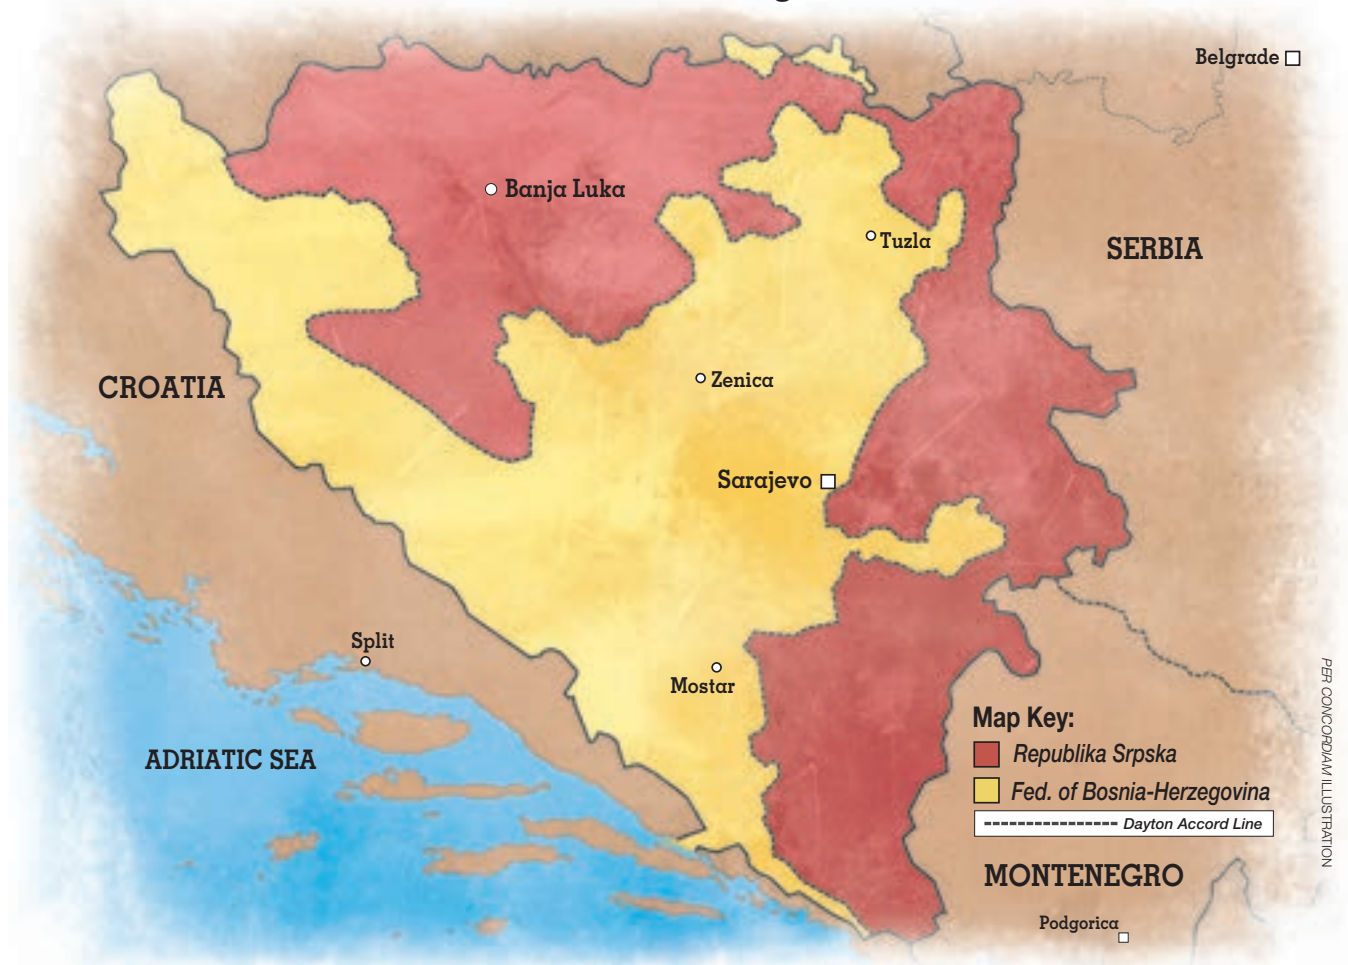 Belgrade
Banja Luka
Tuzla
SERBIA
CROATIA
Zenica
Sarajevo
Split
Mostar
ADRIATIC SEA
Map Key:
Republika Srpska
Fed. of Bosnia-Herzegovina
Dayton Accord Line
MONTENEGRO
Podgorica
PER CONCORDIAM ILLUSTRATION